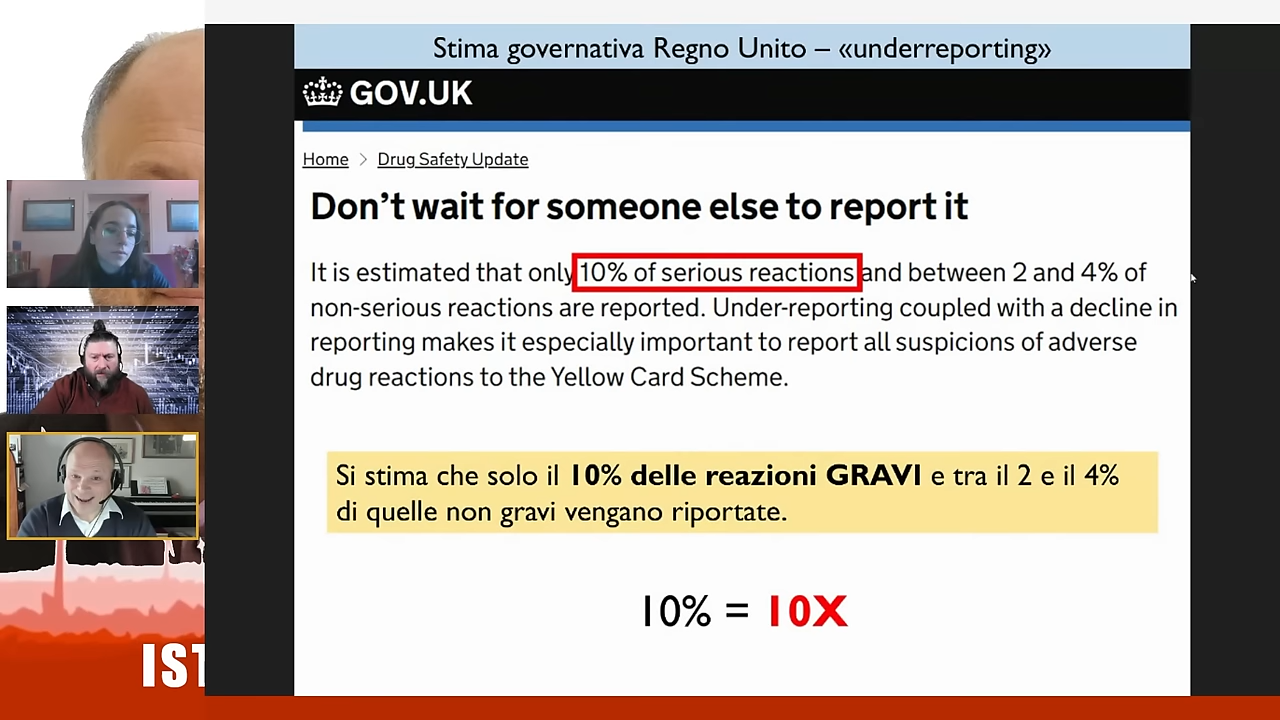 Stima governativa Regno Unito – «underreporting»
GOV.UK
Home > Drug Safety Update
Don't wait for someone else to report it
It is estimated that only 10% of serious reactions and between 2 and 4% of
non-serious reactions are reported. Under-reporting coupled with a decline in
reporting makes it especially important to report all suspicions of adverse
drug reactions to the Yellow Card Scheme.
Si stima che solo il 10% delle reazioni GRAVI e tra il 2 e il 4%
di quelle non gravi vengano riportate.
10% = 10X
IST